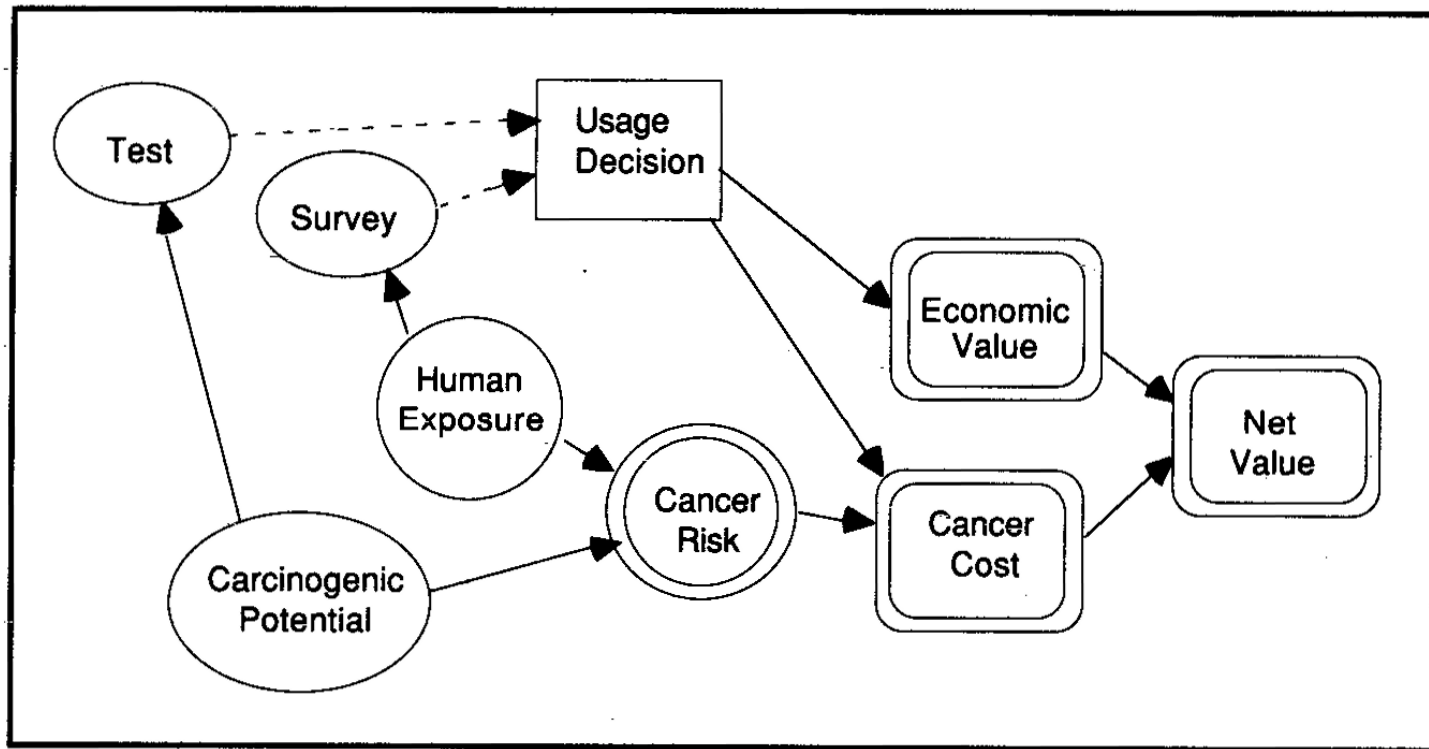 Test
Usage
Decision
Survey
Economic
Value
Human
Exposure
Net
Value
Cancer
Risk
Cancer
Cost
Carcinogenic
Potential